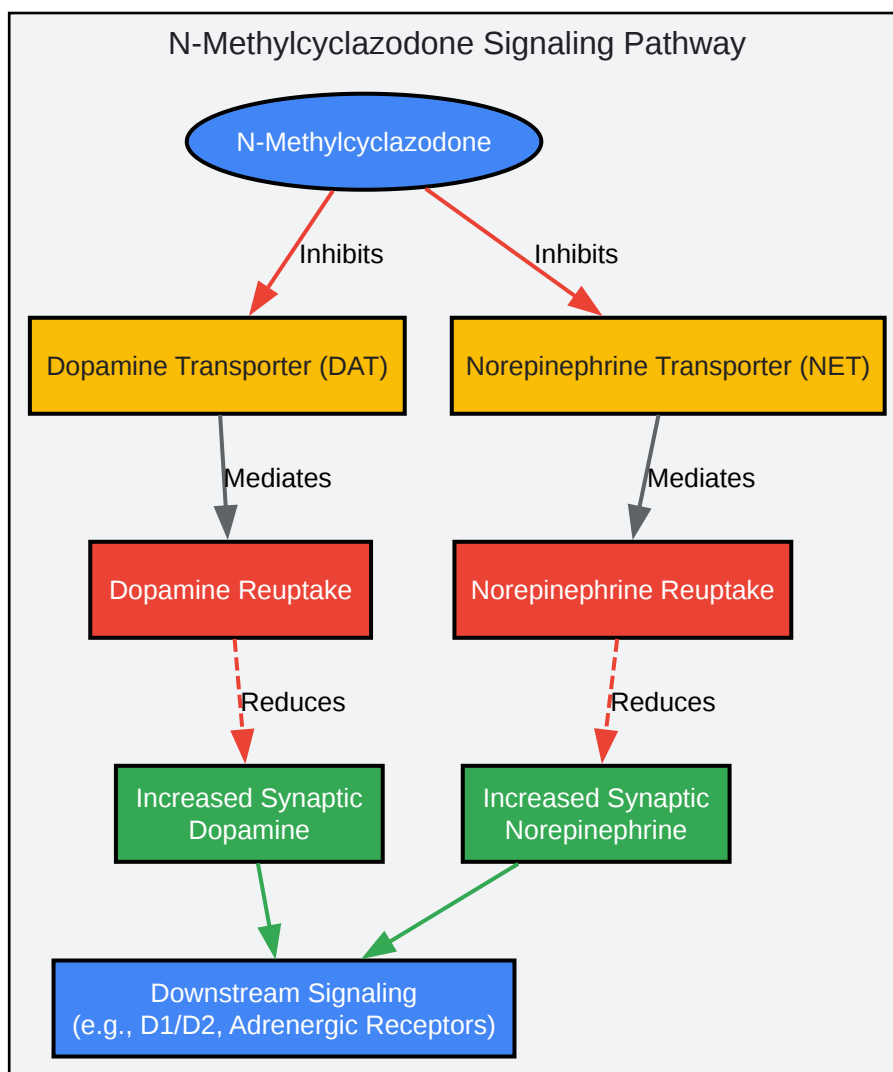 N-Methylcyclazodone Signaling Pathway
N-Methylcyclazodone
Inhibits
Inhibits
Dopamine Transporter (DAT)
Norepinephrine Transporter (NET)
Mediates
Mediates
Dopamine Reuptake
Norepinephrine Reuptake
Reduces
Reduces
Increased Synaptic
Dopamine
Increased Synaptic
Norepinephrine
Downstream Signaling
(e.g., D1/D2, Adrenergic Receptors)